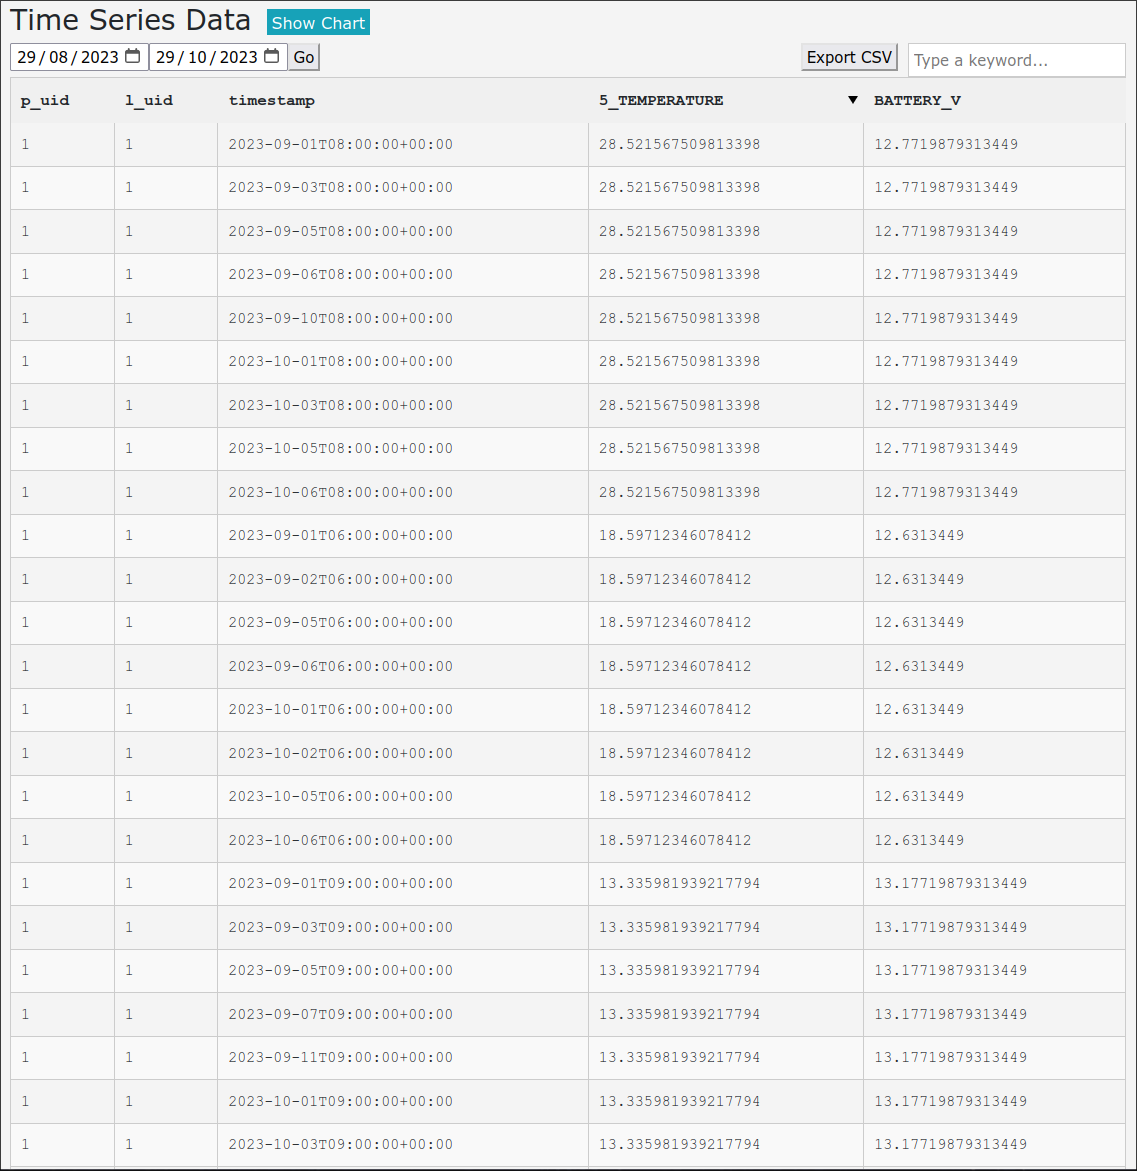 Time Series Data Show Chart
29/08/2023 29/10/2023 Go Export CSV Type a keyword...
p_uid l_uid timestamp 5_TEMPERATURE ▼ BATTERY_V
1 1 2023-09-01T08:00:00+00:00 28.521567509813398 12.7719879313449
1 1 2023-09-03T08:00:00+00:00 28.521567509813398 12.7719879313449
1 1 2023-09-05T08:00:00+00:00 28.521567509813398 12.7719879313449
1 1 2023-09-06T08:00:00+00:00 28.521567509813398 12.7719879313449
1 1 2023-09-10T08:00:00+00:00 28.521567509813398 12.7719879313449
1 1 2023-10-01T08:00:00+00:00 28.521567509813398 12.7719879313449
1 1 2023-10-03T08:00:00+00:00 28.521567509813398 12.7719879313449
1 1 2023-10-05T08:00:00+00:00 28.521567509813398 12.7719879313449
1 1 2023-10-06T08:00:00+00:00 28.521567509813398 12.7719879313449
1 1 2023-09-01T06:00:00+00:00 18.59712346078412 12.6313449
1 1 2023-09-02T06:00:00+00:00 18.59712346078412 12.6313449
1 1 2023-09-05T06:00:00+00:00 18.59712346078412 12.6313449
1 1 2023-09-06T06:00:00+00:00 18.59712346078412 12.6313449
1 1 2023-10-01T06:00:00+00:00 18.59712346078412 12.6313449
1 1 2023-10-02T06:00:00+00:00 18.59712346078412 12.6313449
1 1 2023-10-05T06:00:00+00:00 18.59712346078412 12.6313449
1 1 2023-10-06T06:00:00+00:00 18.59712346078412 12.6313449
1 1 2023-09-01T09:00:00+00:00 13.335981939217794 13.17719879313449
1 1 2023-09-03T09:00:00+00:00 13.335981939217794 13.17719879313449
1 1 2023-09-05T09:00:00+00:00 13.335981939217794 13.17719879313449
1 1 2023-09-07T09:00:00+00:00 13.335981939217794 13.17719879313449
1 1 2023-09-11T09:00:00+00:00 13.335981939217794 13.17719879313449
1 1 2023-10-01T09:00:00+00:00 13.335981939217794 13.17719879313449
1 1 2023-10-03T09:00:00+00:00 13.335981939217794 13.17719879313449